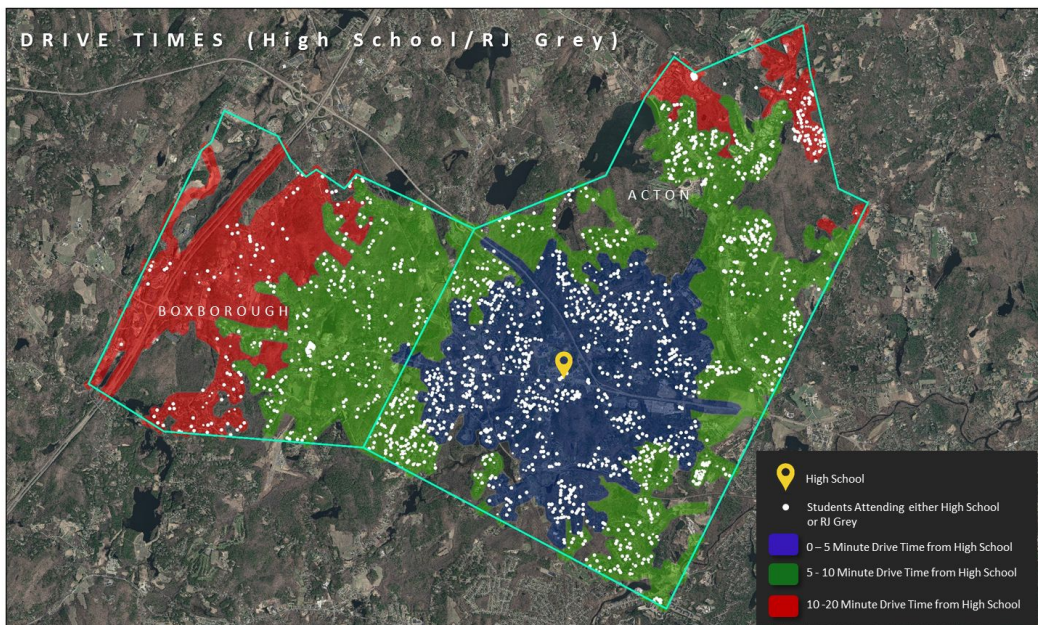 DRIVE TIMES (High School/RJ Grey)
ACTON
BOXBOROUGH
High School
Students Attending either High School
or RJ Grey
0 – 5 Minute Drive Time from High School
5 - 10 Minute Drive Time from High School
10 -20 Minute Drive Time from High School